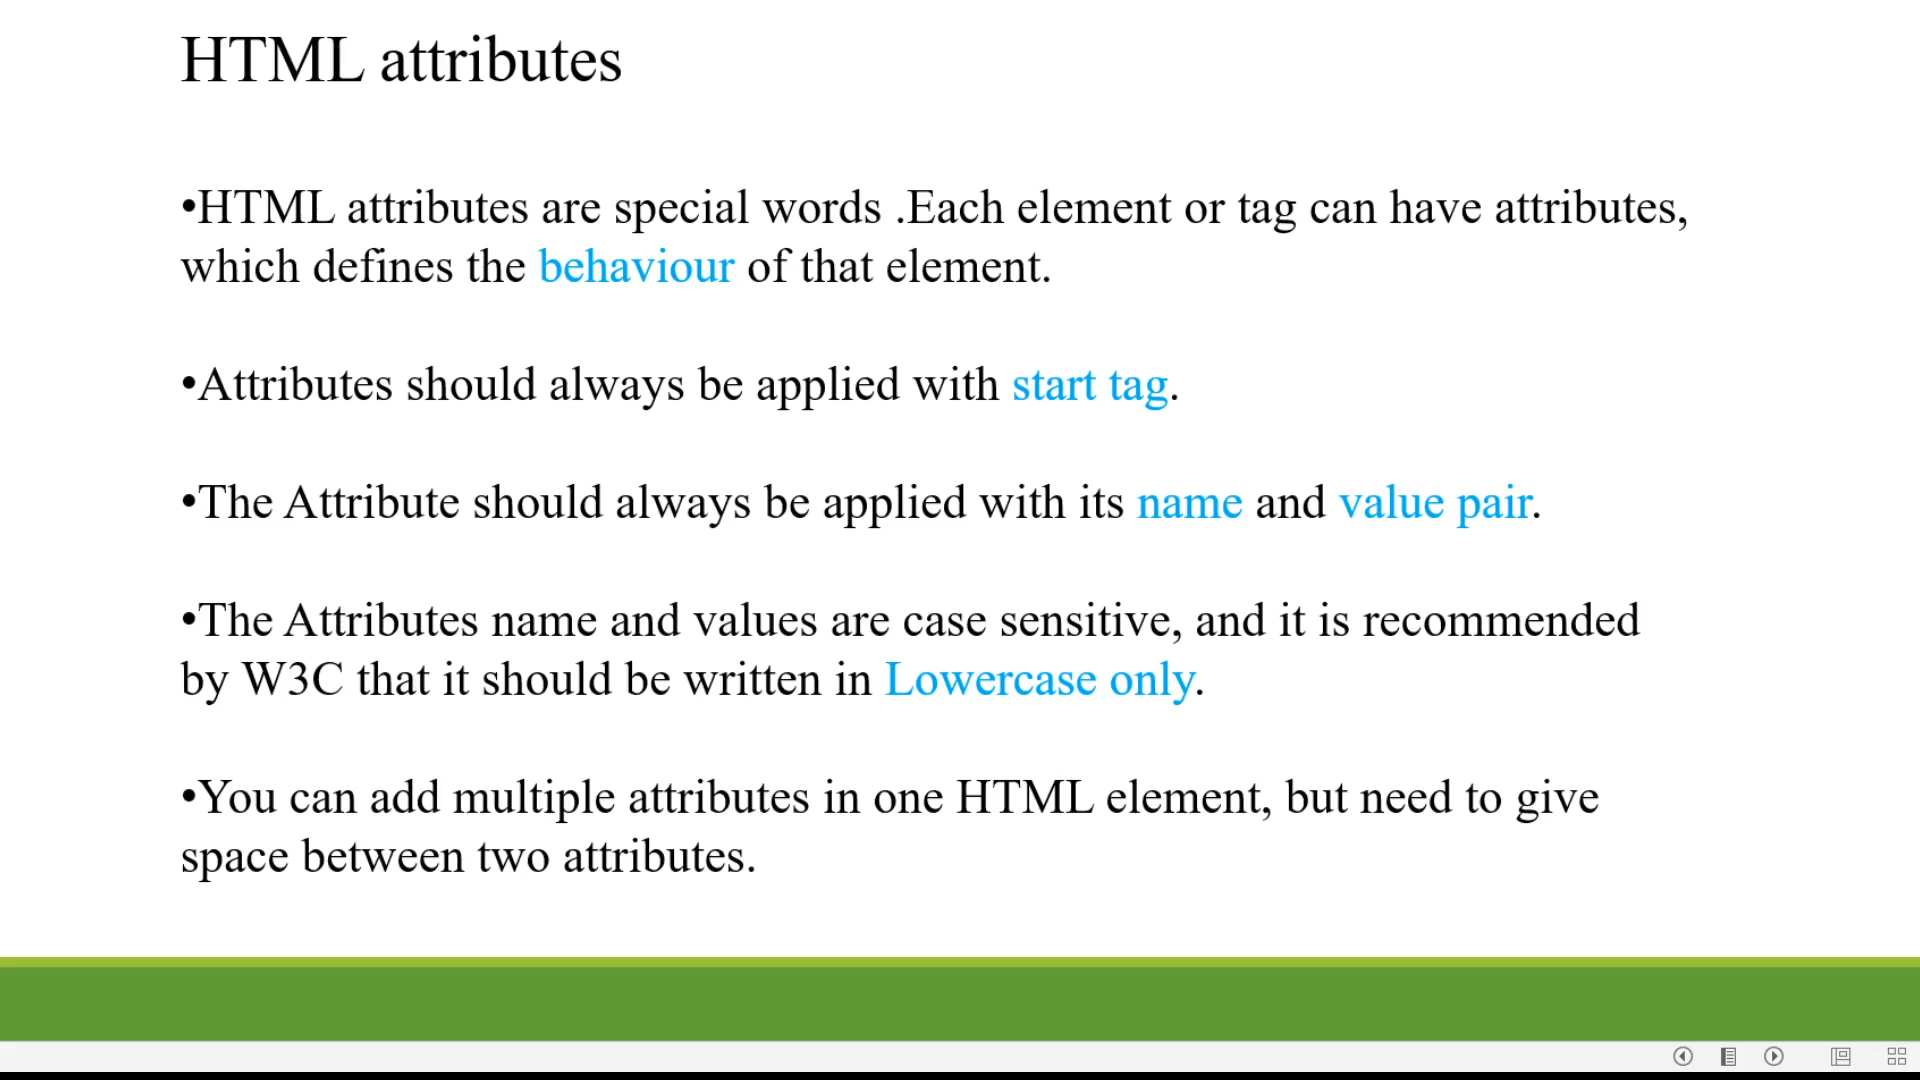 HTML attributes
•HTML attributes are special words .Each element or tag can have attributes,
which defines the behaviour of that element.
•Attributes should always be applied with start tag.
•The Attribute should always be applied with its name and value pair.
•The Attributes name and values are case sensitive, and it is recommended
by W3C that it should be written in Lowercase only.
•You can add multiple attributes in one HTML element, but need to give
space between two attributes.